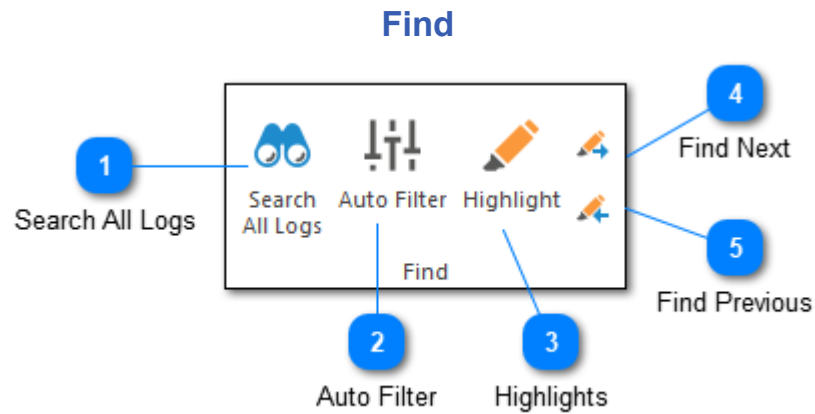 Find
4
Find Next
1
Search All Logs
Search
All Logs
Auto Filter
Highlight
Find
5
Find Previous
2
Auto Filter
3
Highlights